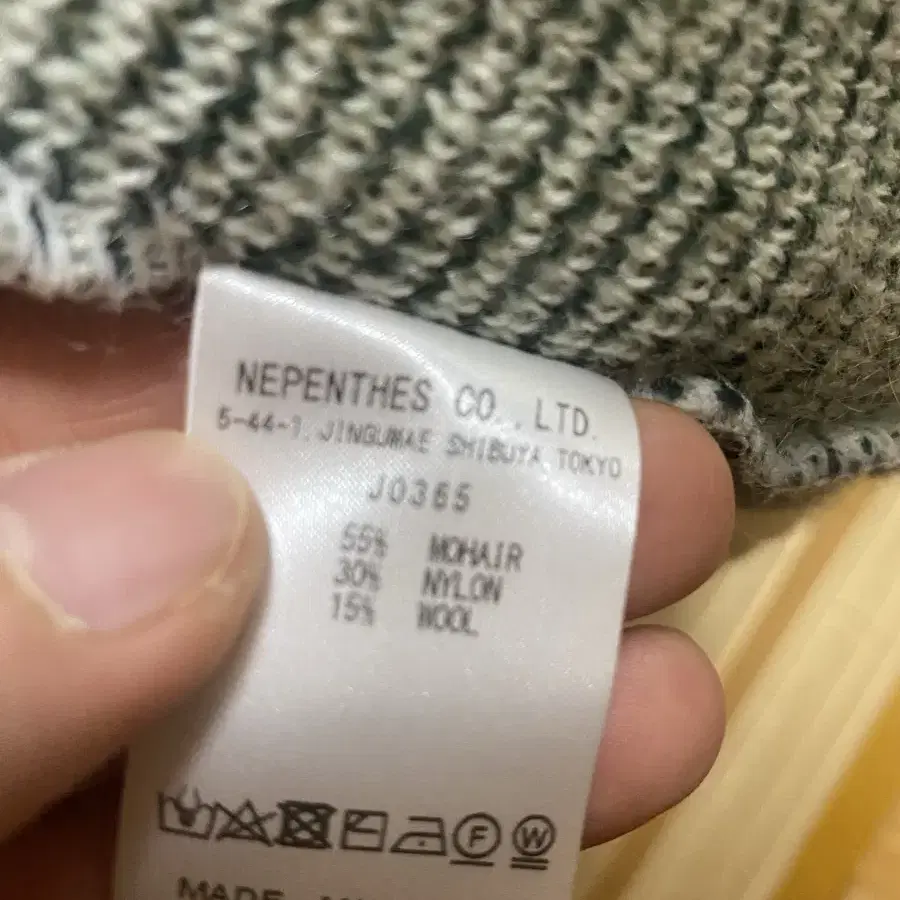 NEPENTHES CO.,LTD.
5-44-1, JINGUMAE SHIBUYA, TOKYO
J0365
55% MOHAIR
30% NYLON
15% WOOL
F W
MADE